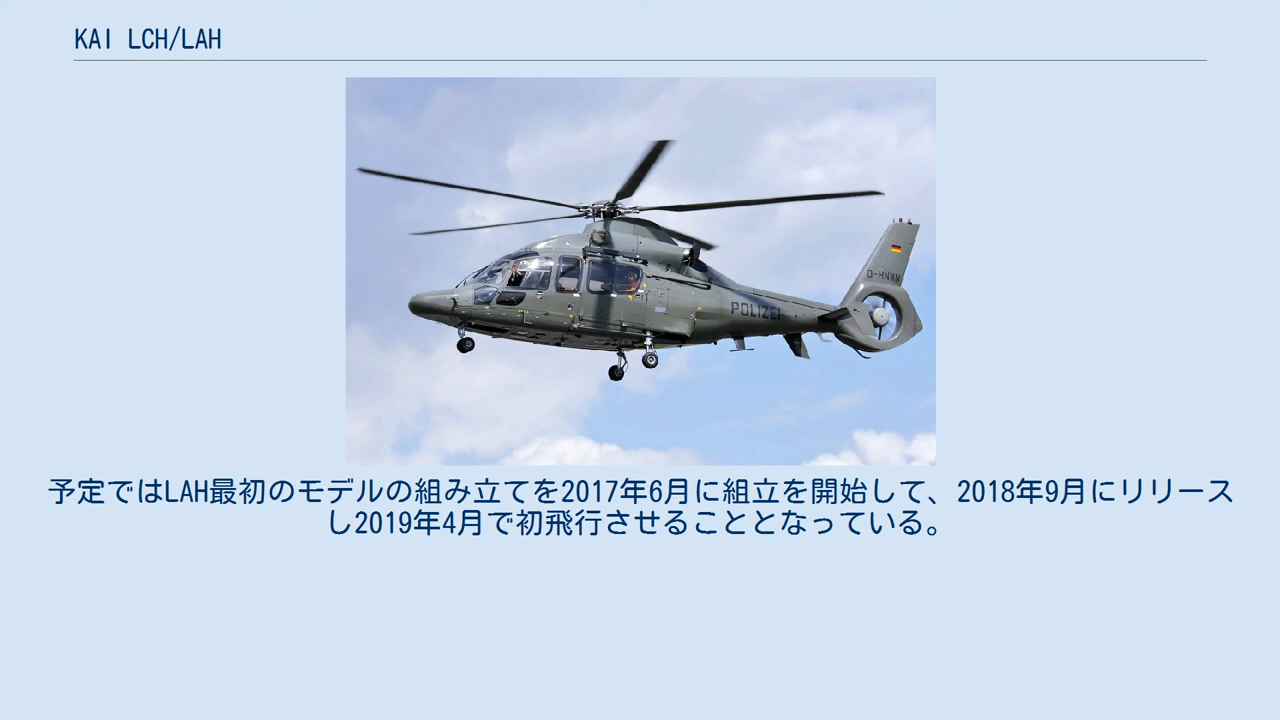 KAI LCH/LAH
D-HNWM
POLIZEI
予定ではLAH最初のモデルの組み立てを2017年6月に組立を開始して、2018年9月にリリース
し2019年4月で初飛行させることとなっている。